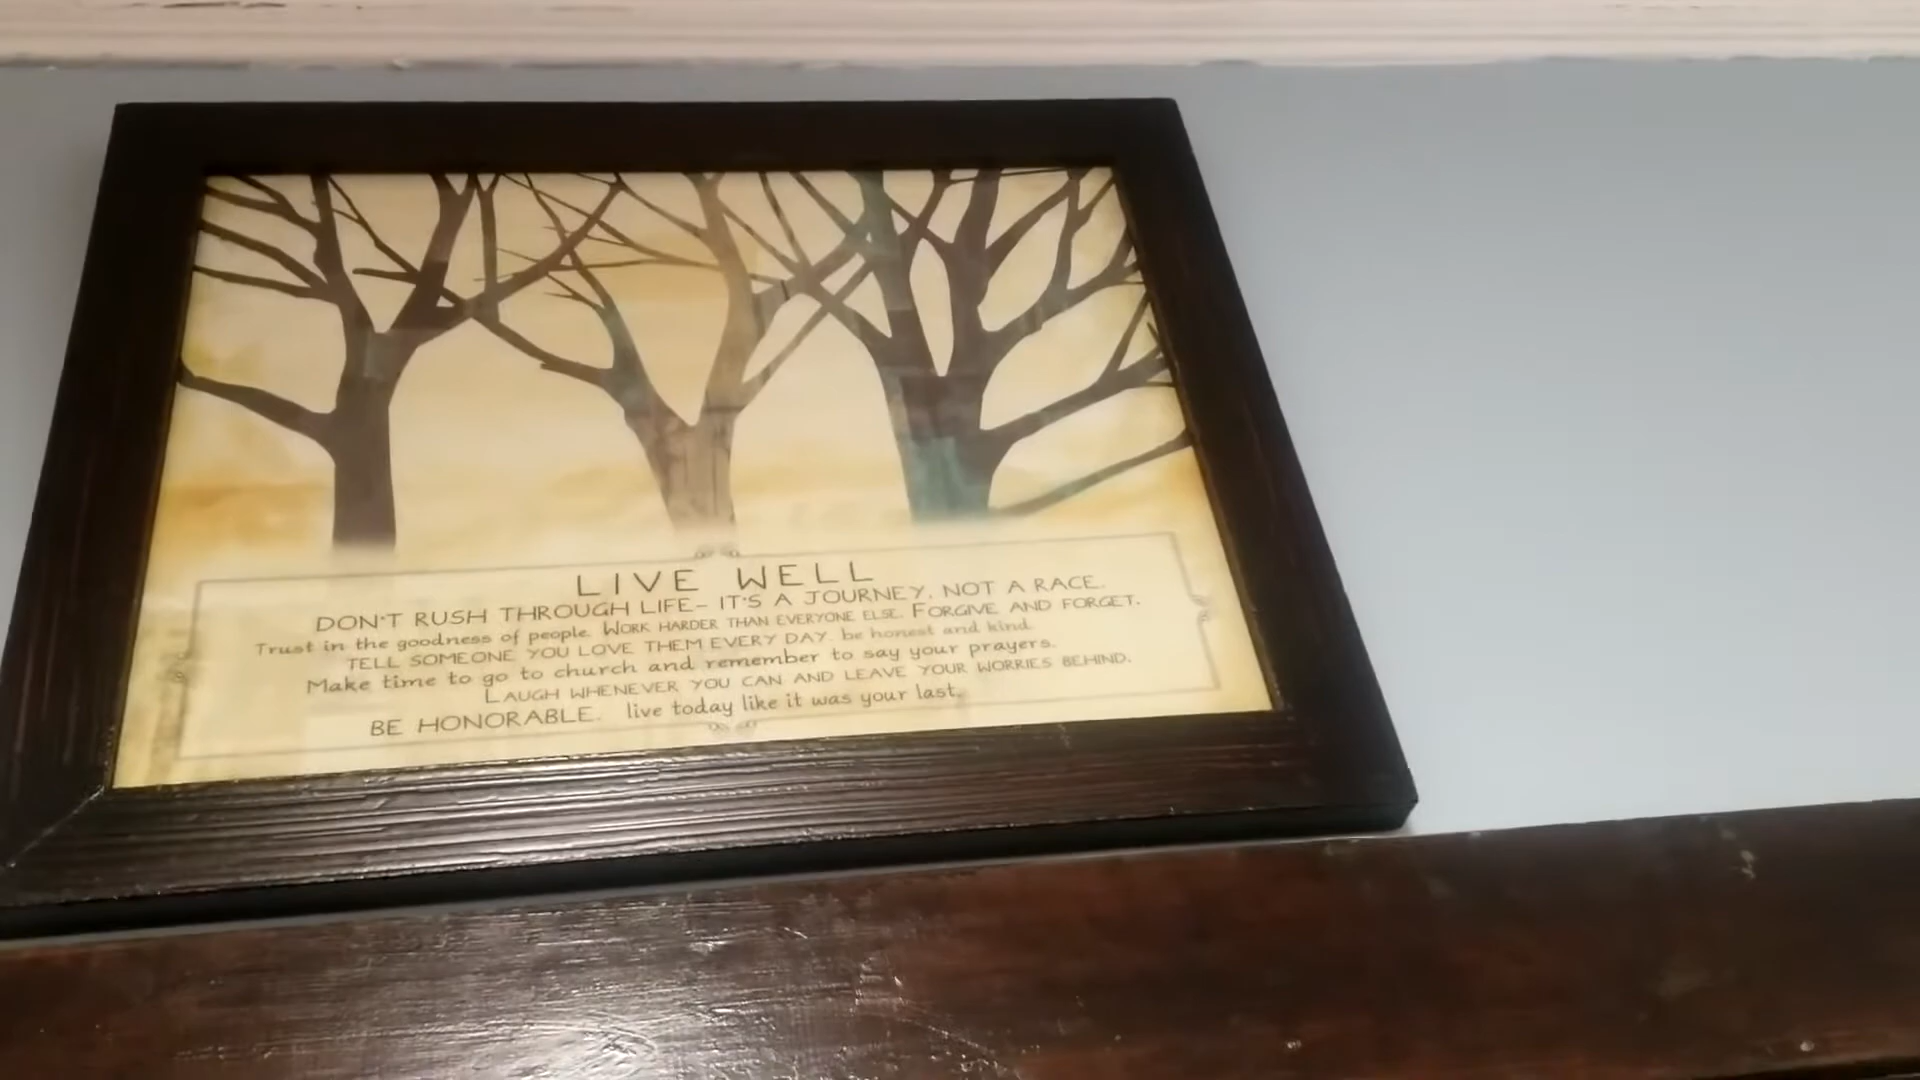 LIVE WELL
DON'T RUSH THROUGH LIFE- IT'S A JOURNEY, NOT A RACE.
Trust in the goodness of people. WORK HARDER THAN EVERYONE ELSE. FORGIVE AND FORGET.
TELL SOMEONE YOU LOVE THEM EVERY DAY. be honest and kind.
Make time to go to church and remember to say your prayers.
LAUGH WHENEVER YOU CAN AND LEAVE YOUR WORRIES BEHIND.
BE HONORABLE. live today like it was your last.